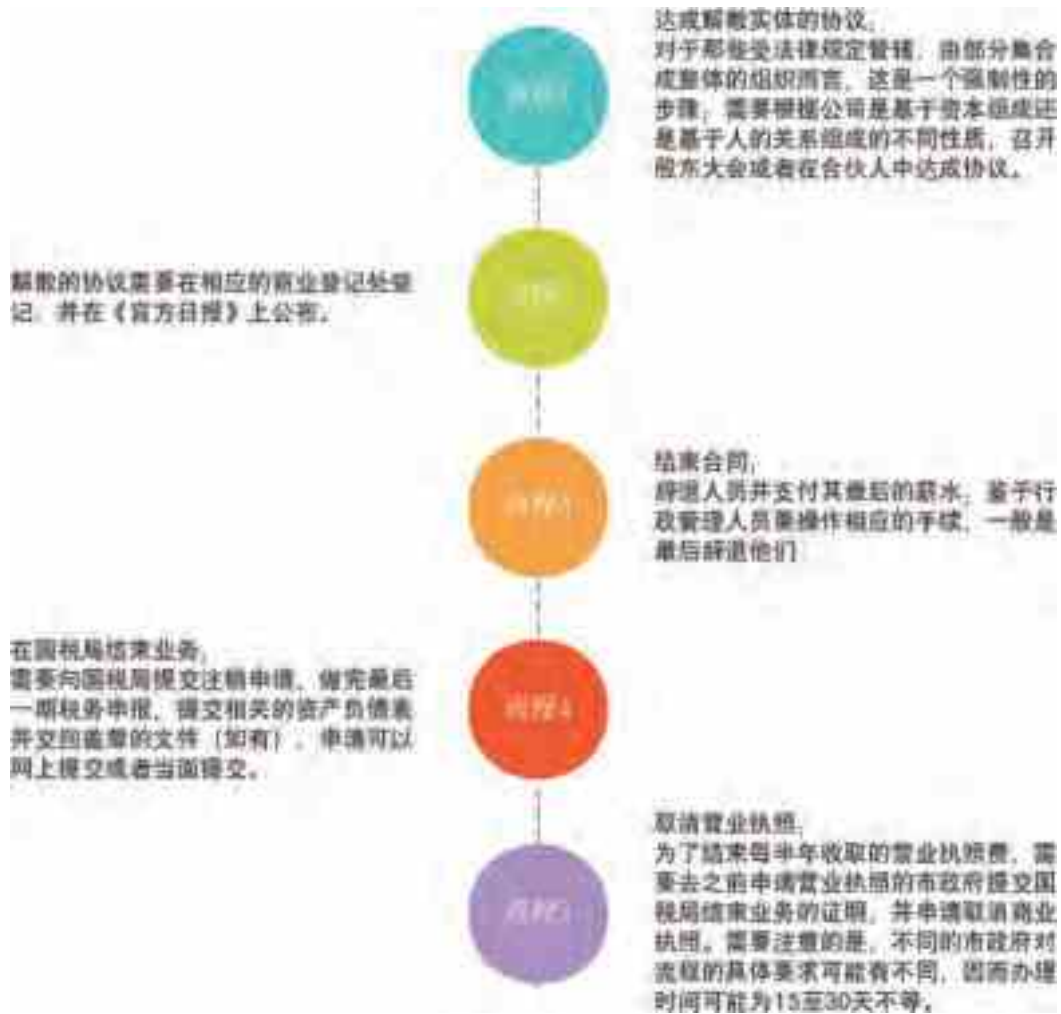 流程1
达成解散实体的协议，
对于那些受法律规定管辖，由部分集合
成整体的组织而言，这是一个强制性的
步骤；需要根据公司是基于资本组成还
是基于人的关系组成的不同性质，召开
股东大会或者在合伙人中达成协议。
流程2
解散的协议需要在相应的商业登记处登
记，并在《官方日报》上公布。
流程3
结束合同，
辞退人员并支付其最后的薪水，鉴于行
政管理人员要操作相应的手续，一般是
最后辞退他们
流程4
在国税局结束业务，
需要向国税局提交注销申请，做完最后
一期税务申报，提交相关的资产负债表
并交回盖章的文件（如有），申请可以
网上提交或者当面提交。
流程5
取消营业执照，
为了结束每半年收取的营业执照费，需
要去之前申请营业执照的市政府提交国
税局结束业务的证明，并申请取消商业
执照。需要注意的是，不同的市政府对
流程的具体要求可能有不同，因而办理
时间可能为15至30天不等。